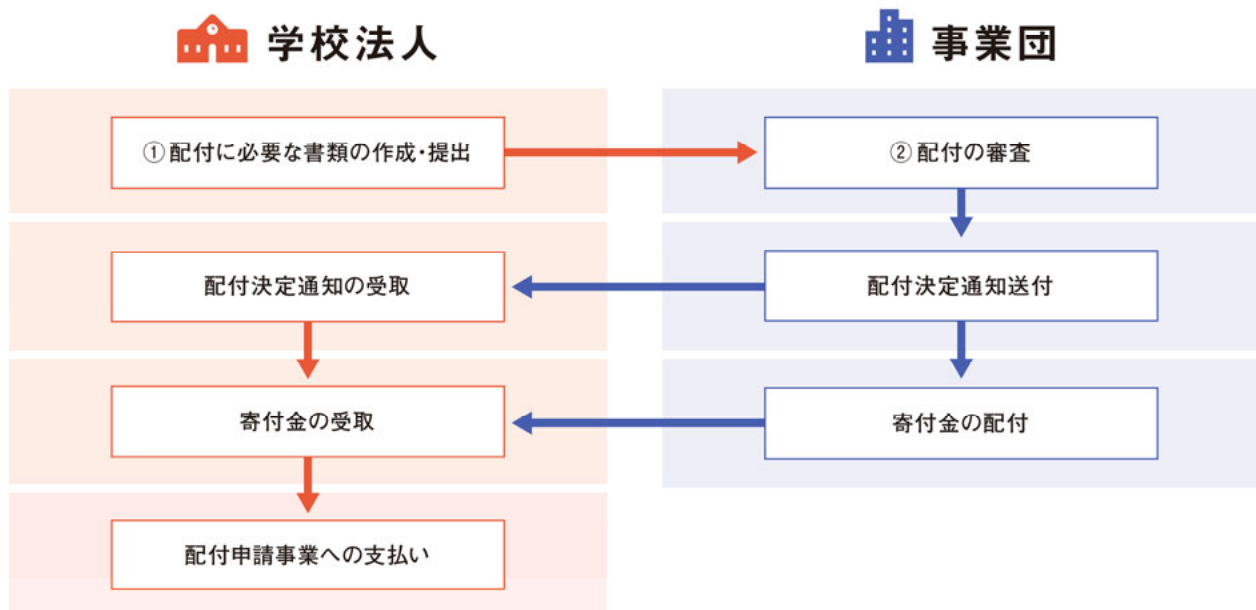 学校法人
事業団
①配付に必要な書類の作成・提出
②配付の審査
配付決定通知の受取
配付決定通知送付
寄付金の受取
寄付金の配付
配付申請事業への支払い